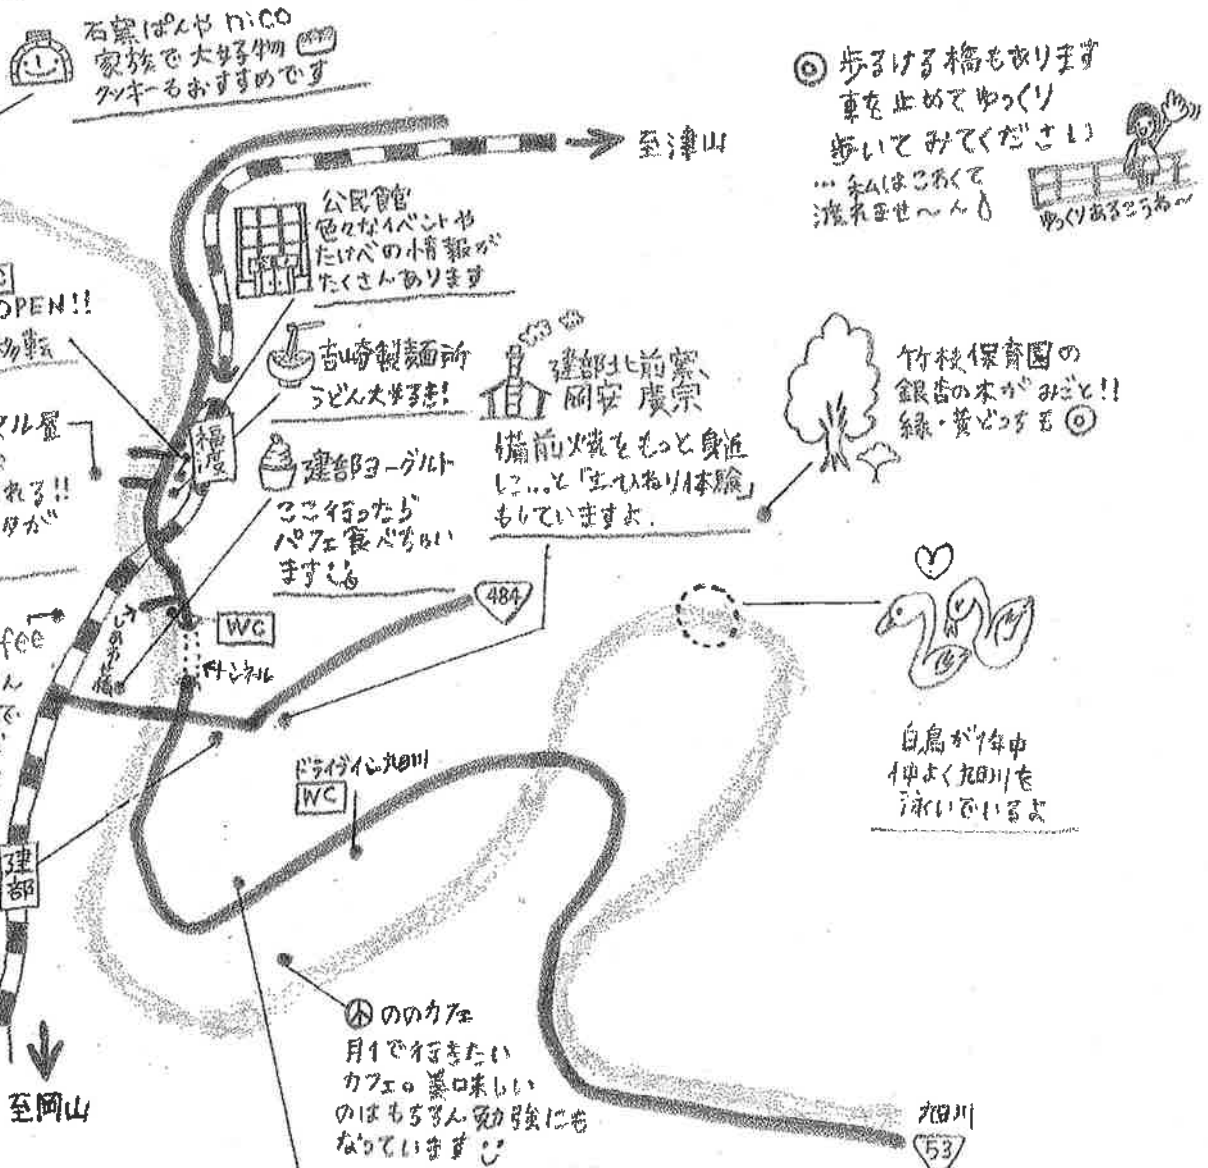 石窯ぱんや nico
家族で大好物
クッキーもおすすめです
◎ 歩ける橋もあります
車を止めてゆっくり
歩いてみてください
…私はこわくて
渡れませ〜ん
ゆっくりあるこうね〜
至津山
公民館
色々なイベントや
たけべの情報が
たくさんあります
OPEN!!
移転
吉崎製麺所
うどん大好き!
建部北前窯、
岡安 廣宗
備前焼をもっと身近
に…と「土ひねり体験」
もしていますよ.
竹枝保育園の
銀杏の木がみごと!!
緑・黄どっちも◎
福渡
建部ヨーグルト
ここ行ったら
パフェ食べちゃい
ます
マル屋
れる!!
が
484
WC
トンネル
fee
ん
で
白鳥が1年中
仲よく旭川を
泳いでいるよ
ドライブイン旭川
WC
建部
ののカフェ
月1で行きたい
カフェ。美味しい
のはもちろん勉強にも
なっています
至岡山
旭川
53